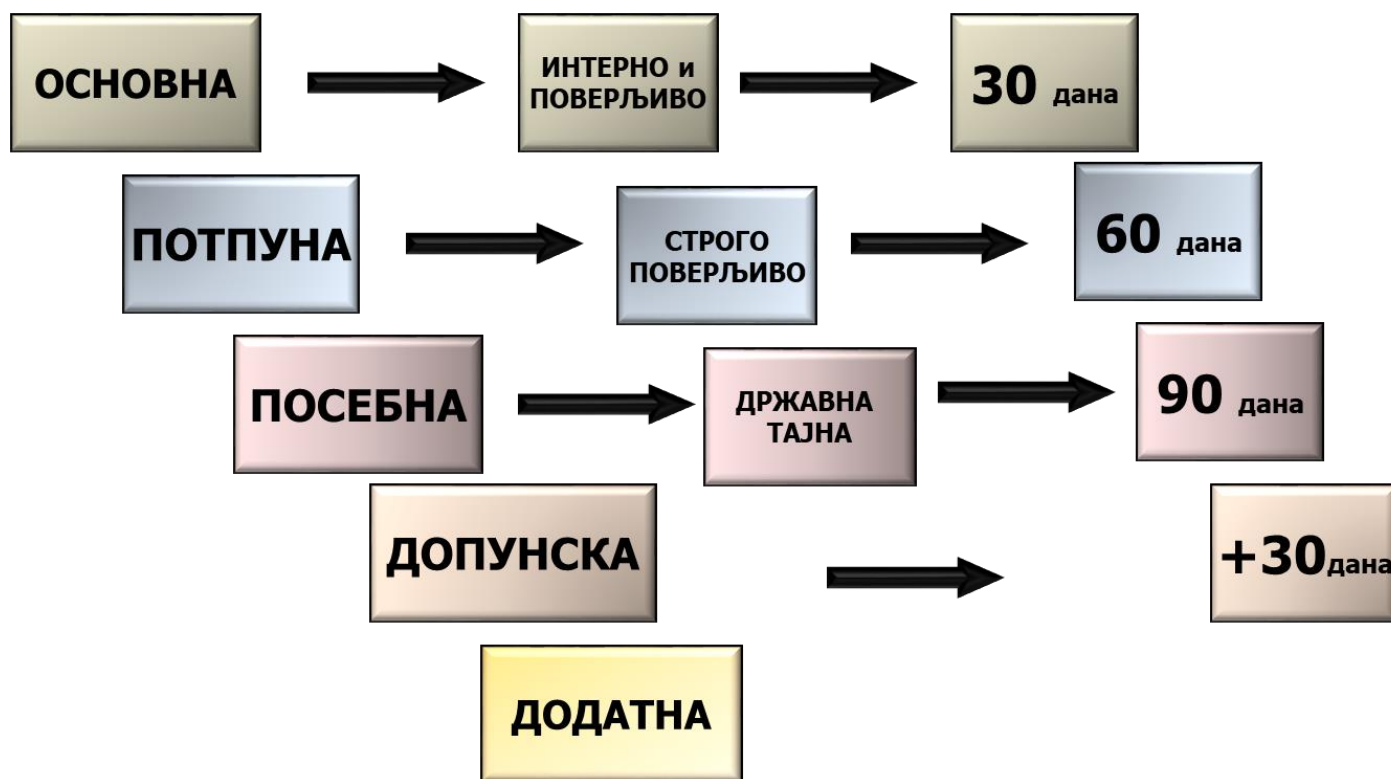 ОСНОВНА
ИНТЕРНО и
ПОВЕРЉИВО
30 дана
ПОТПУНА
СТРОГО
ПОВЕРЉИВО
60 дана
ПОСЕБНА
ДРЖАВНА
ТАЈНА
90 дана
ДОПУНСКА
+30дана
ДОДАТНА